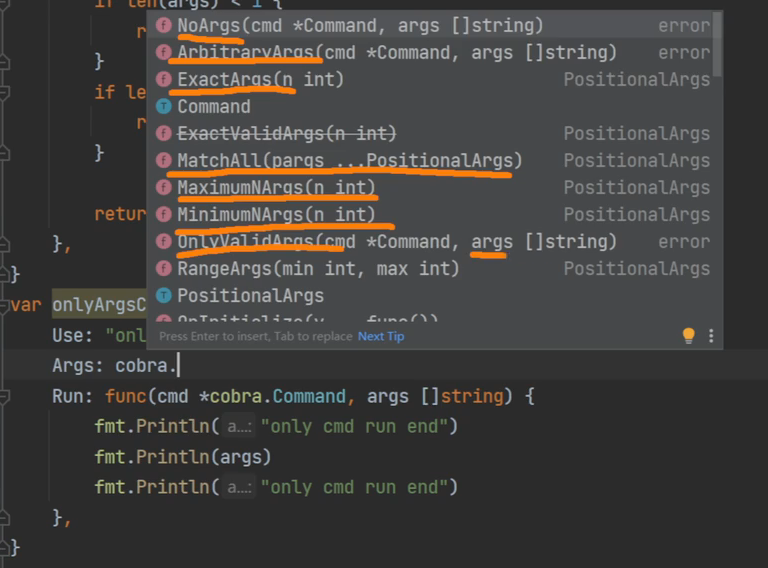 if len(args) < 1 {
NoArgs(cmd *Command, args []string) error
r
ArbitraryArgs(cmd *Command, args []string) error
}
ExactArgs(n int) PositionalArgs
if le
Command
r
ExactValidArgs(n int) PositionalArgs
}
MatchAll(pargs ...PositionalArgs) PositionalArgs
MaximumNArgs(n int) PositionalArgs
retur
MinimumNArgs(n int) PositionalArgs
},
OnlyValidArgs(cmd *Command, args []string) error
}
RangeArgs(min int, max int) PositionalArgs
var onlyArgsC
PositionalArgs
OnInitialize(y ...func())
Use: "onl
Press Enter to insert, Tab to replace Next Tip
Args: cobra.
Run: func(cmd *cobra.Command, args []string) {
fmt.Println( a...: "only cmd run end")
fmt.Println(args)
fmt.Println( a...: "only cmd run end")
},
}